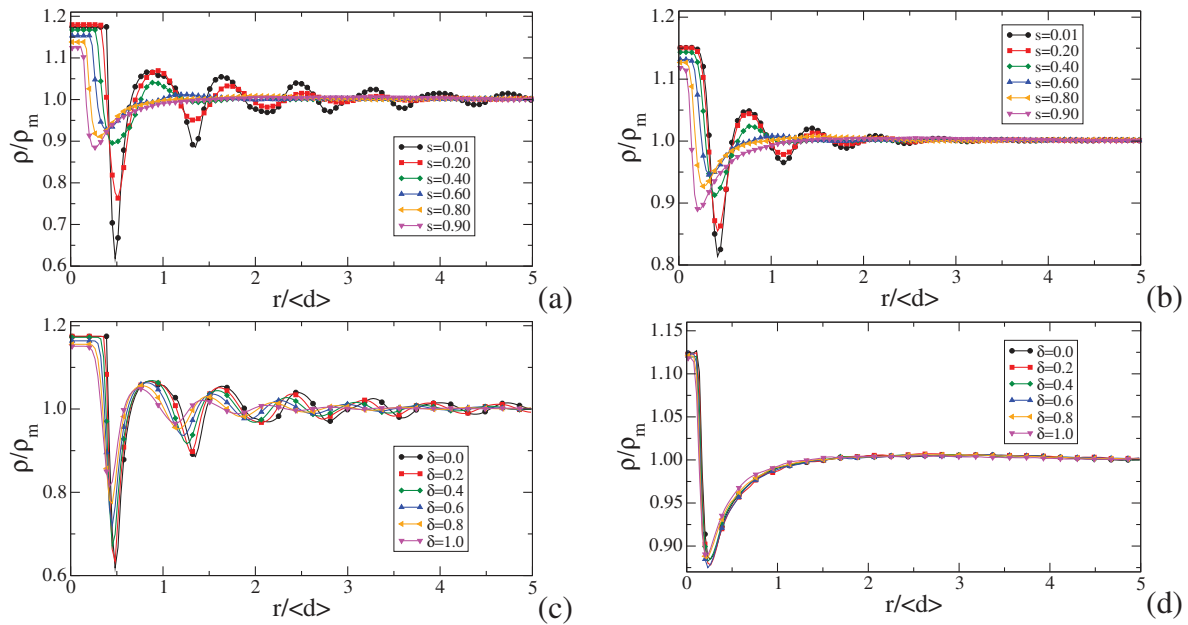 1.2
1.1
1.0
0.9
0.8
0.7
0.6
ρ/ρm
s=0.01
s=0.20
s=0.40
s=0.60
s=0.80
s=0.90
0 1 2 3 4 5
r/<d>
(a)
1.2
1.1
1.0
0.9
0.8
ρ/ρm
s=0.01
s=0.20
s=0.40
s=0.60
s=0.80
s=0.90
0 1 2 3 4 5
r/<d>
(b)
1.2
1.0
0.8
0.6
ρ/ρm
δ=0.0
δ=0.2
δ=0.4
δ=0.6
δ=0.8
δ=1.0
0 1 2 3 4 5
r/<d>
(c)
1.15
1.10
1.05
1.00
0.95
0.90
ρ/ρm
δ=0.0
δ=0.2
δ=0.4
δ=0.6
δ=0.8
δ=1.0
0 1 2 3 4 5
r/<d>
(d)